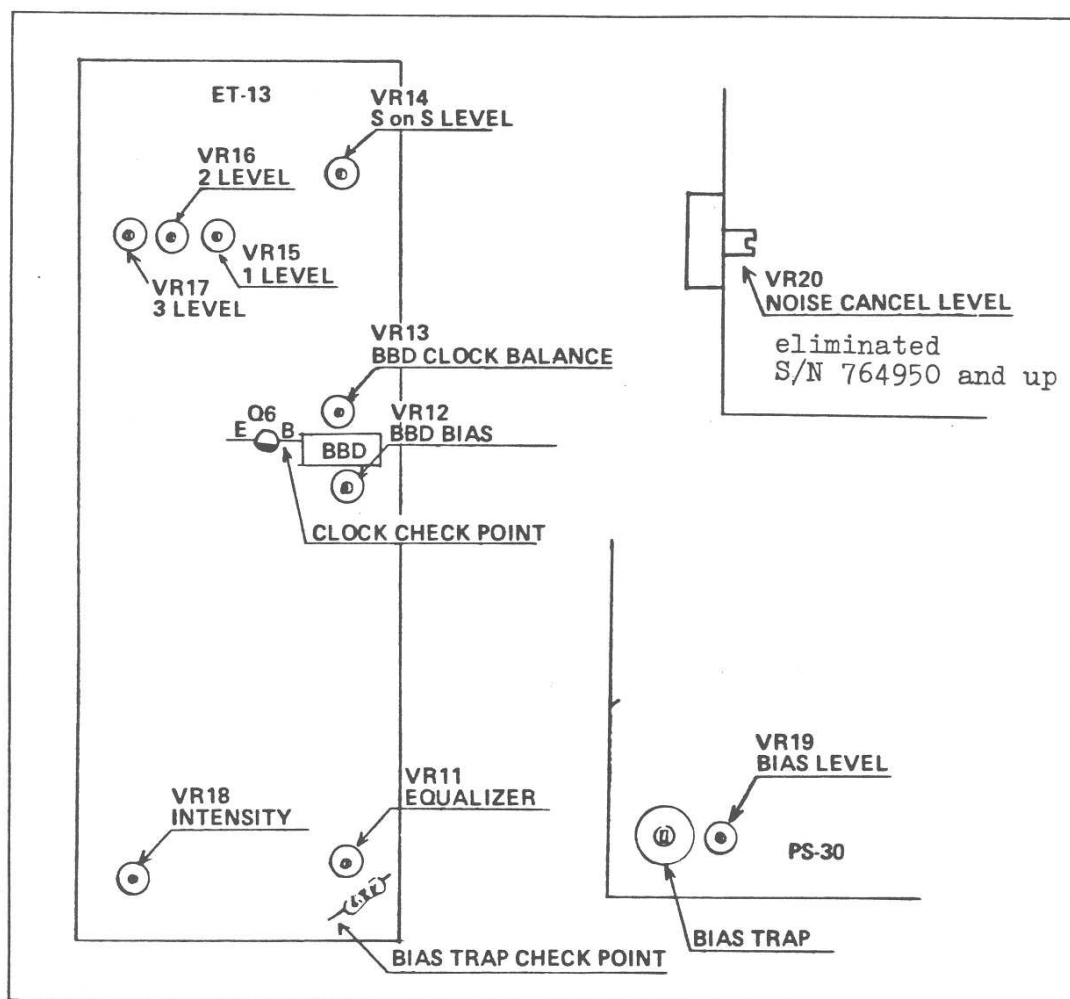 ET-13
VR14
S on S LEVEL
VR16
2 LEVEL
VR15
1 LEVEL
VR17
3 LEVEL
VR20
NOISE CANCEL LEVEL
eliminated
S/N 764950 and up
VR13
BBD CLOCK BALANCE
VR12
BBD BIAS
E Q6 B
BBD
CLOCK CHECK POINT
VR19
BIAS LEVEL
VR11
EQUALIZER
VR18
INTENSITY
PS-30
BIAS TRAP
BIAS TRAP CHECK POINT